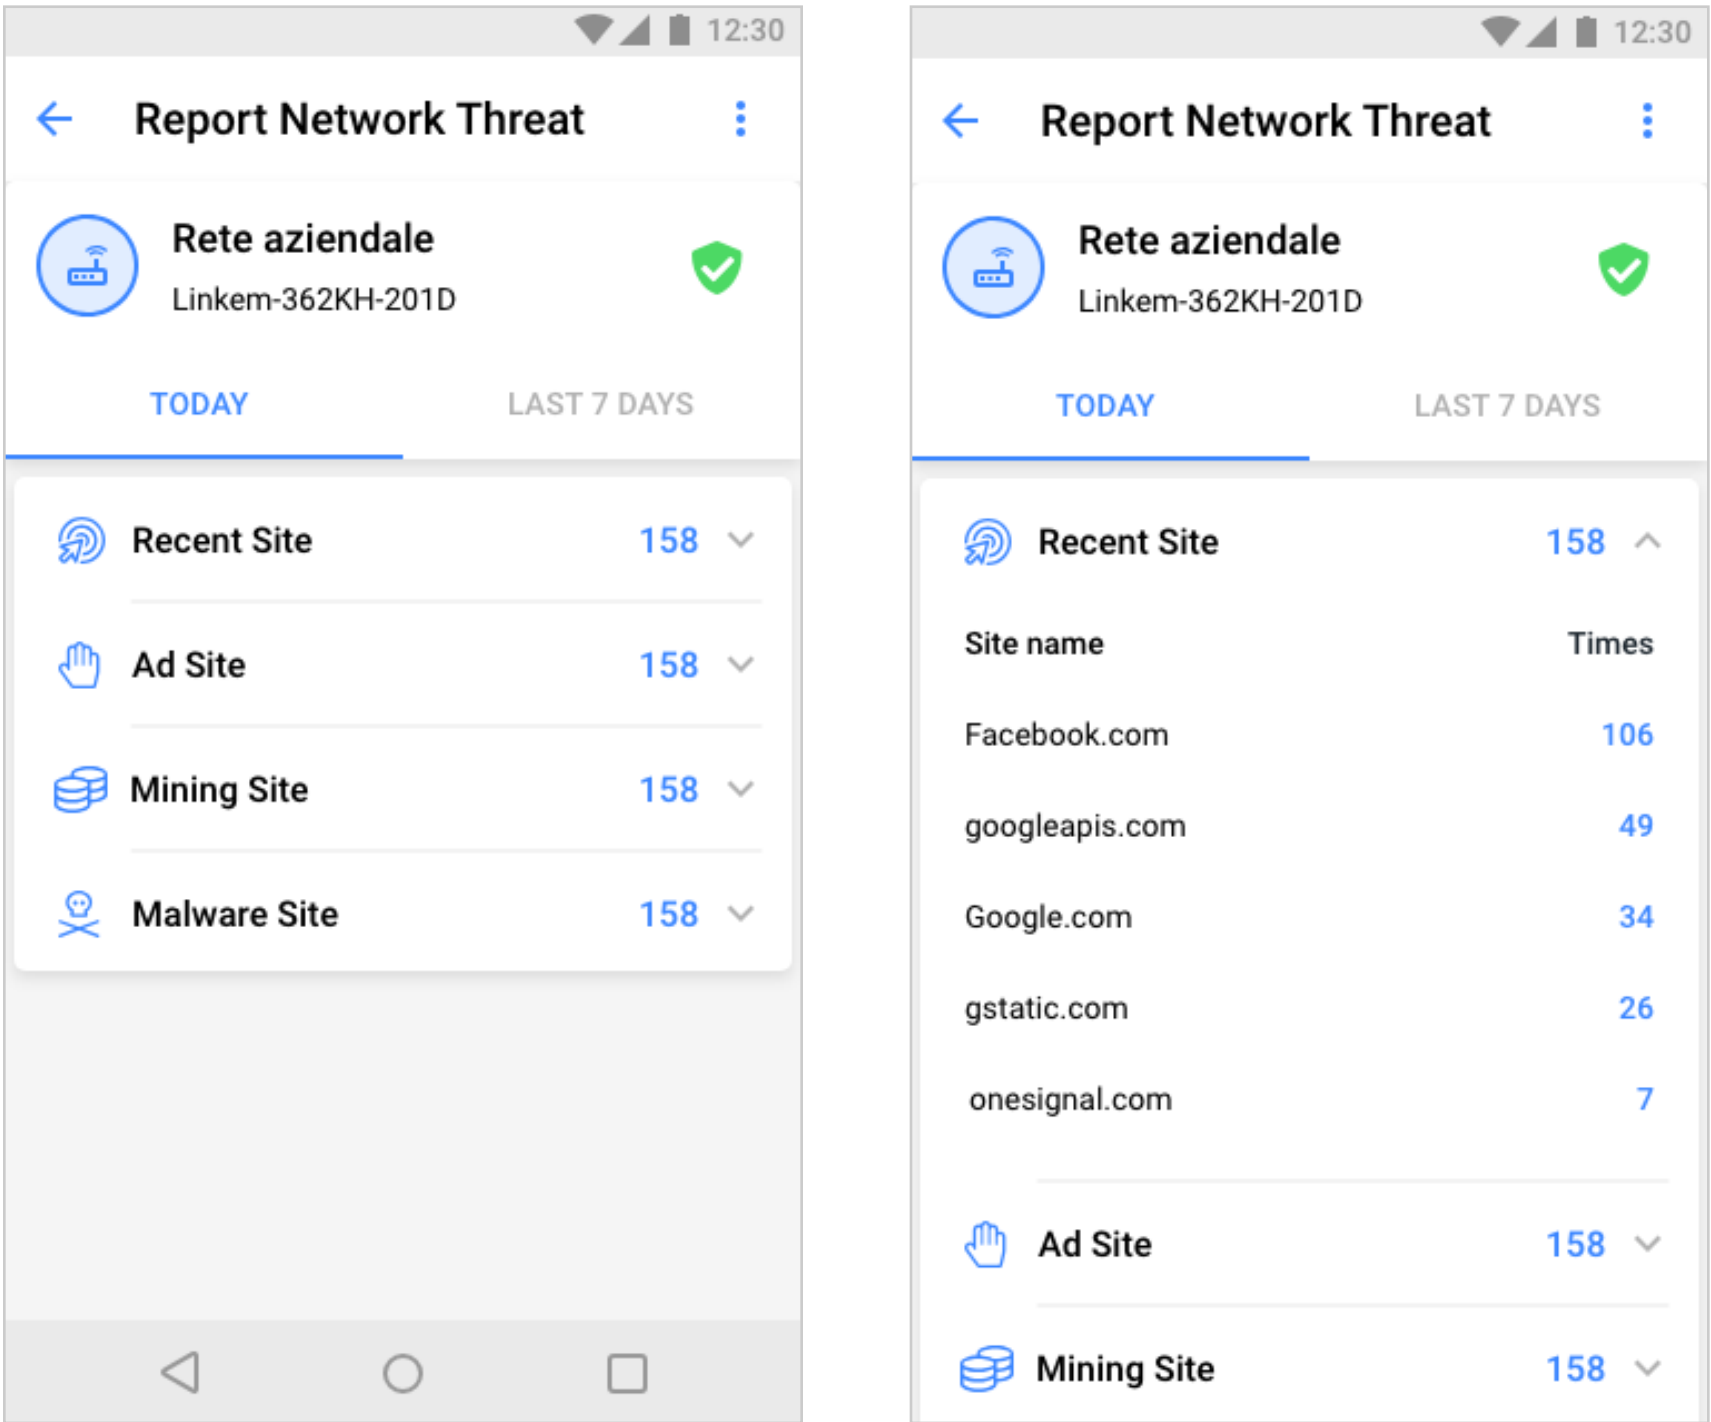 12:30
Report Network Threat
Rete aziendale
Linkem-362KH-201D
TODAY LAST 7 DAYS
Recent Site 158
Ad Site 158
Mining Site 158
Malware Site 158
12:30
Report Network Threat
Rete aziendale
Linkem-362KH-201D
TODAY LAST 7 DAYS
Recent Site 158
Site name Times
Facebook.com 106
googleapis.com 49
Google.com 34
gstatic.com 26
onesignal.com 7
Ad Site 158
Mining Site 158